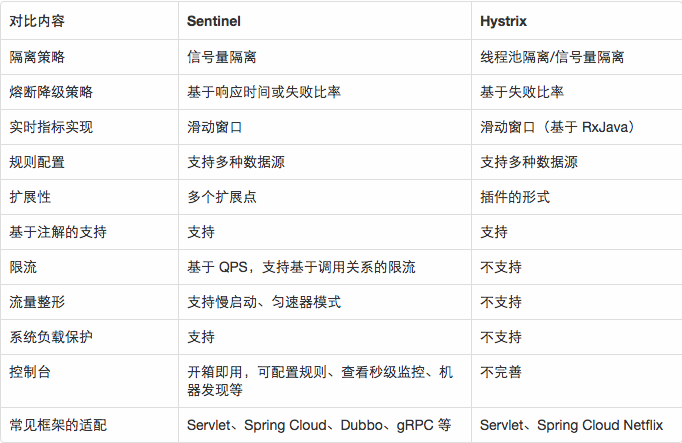 对比内容 Sentinel Hystrix
隔离策略 信号量隔离 线程池隔离/信号量隔离
熔断降级策略 基于响应时间或失败比率 基于失败比率
实时指标实现 滑动窗口 滑动窗口（基于 RxJava）
规则配置 支持多种数据源 支持多种数据源
扩展性 多个扩展点 插件的形式
基于注解的支持 支持 支持
限流 基于 QPS，支持基于调用关系的限流 不支持
流量整形 支持慢启动、匀速器模式 不支持
系统负载保护 支持 不支持
控制台 开箱即用，可配置规则、查看秒级监控、机 不完善
器发现等
常见框架的适配 Servlet、Spring Cloud、Dubbo、gRPC 等 Servlet、Spring Cloud Netflix